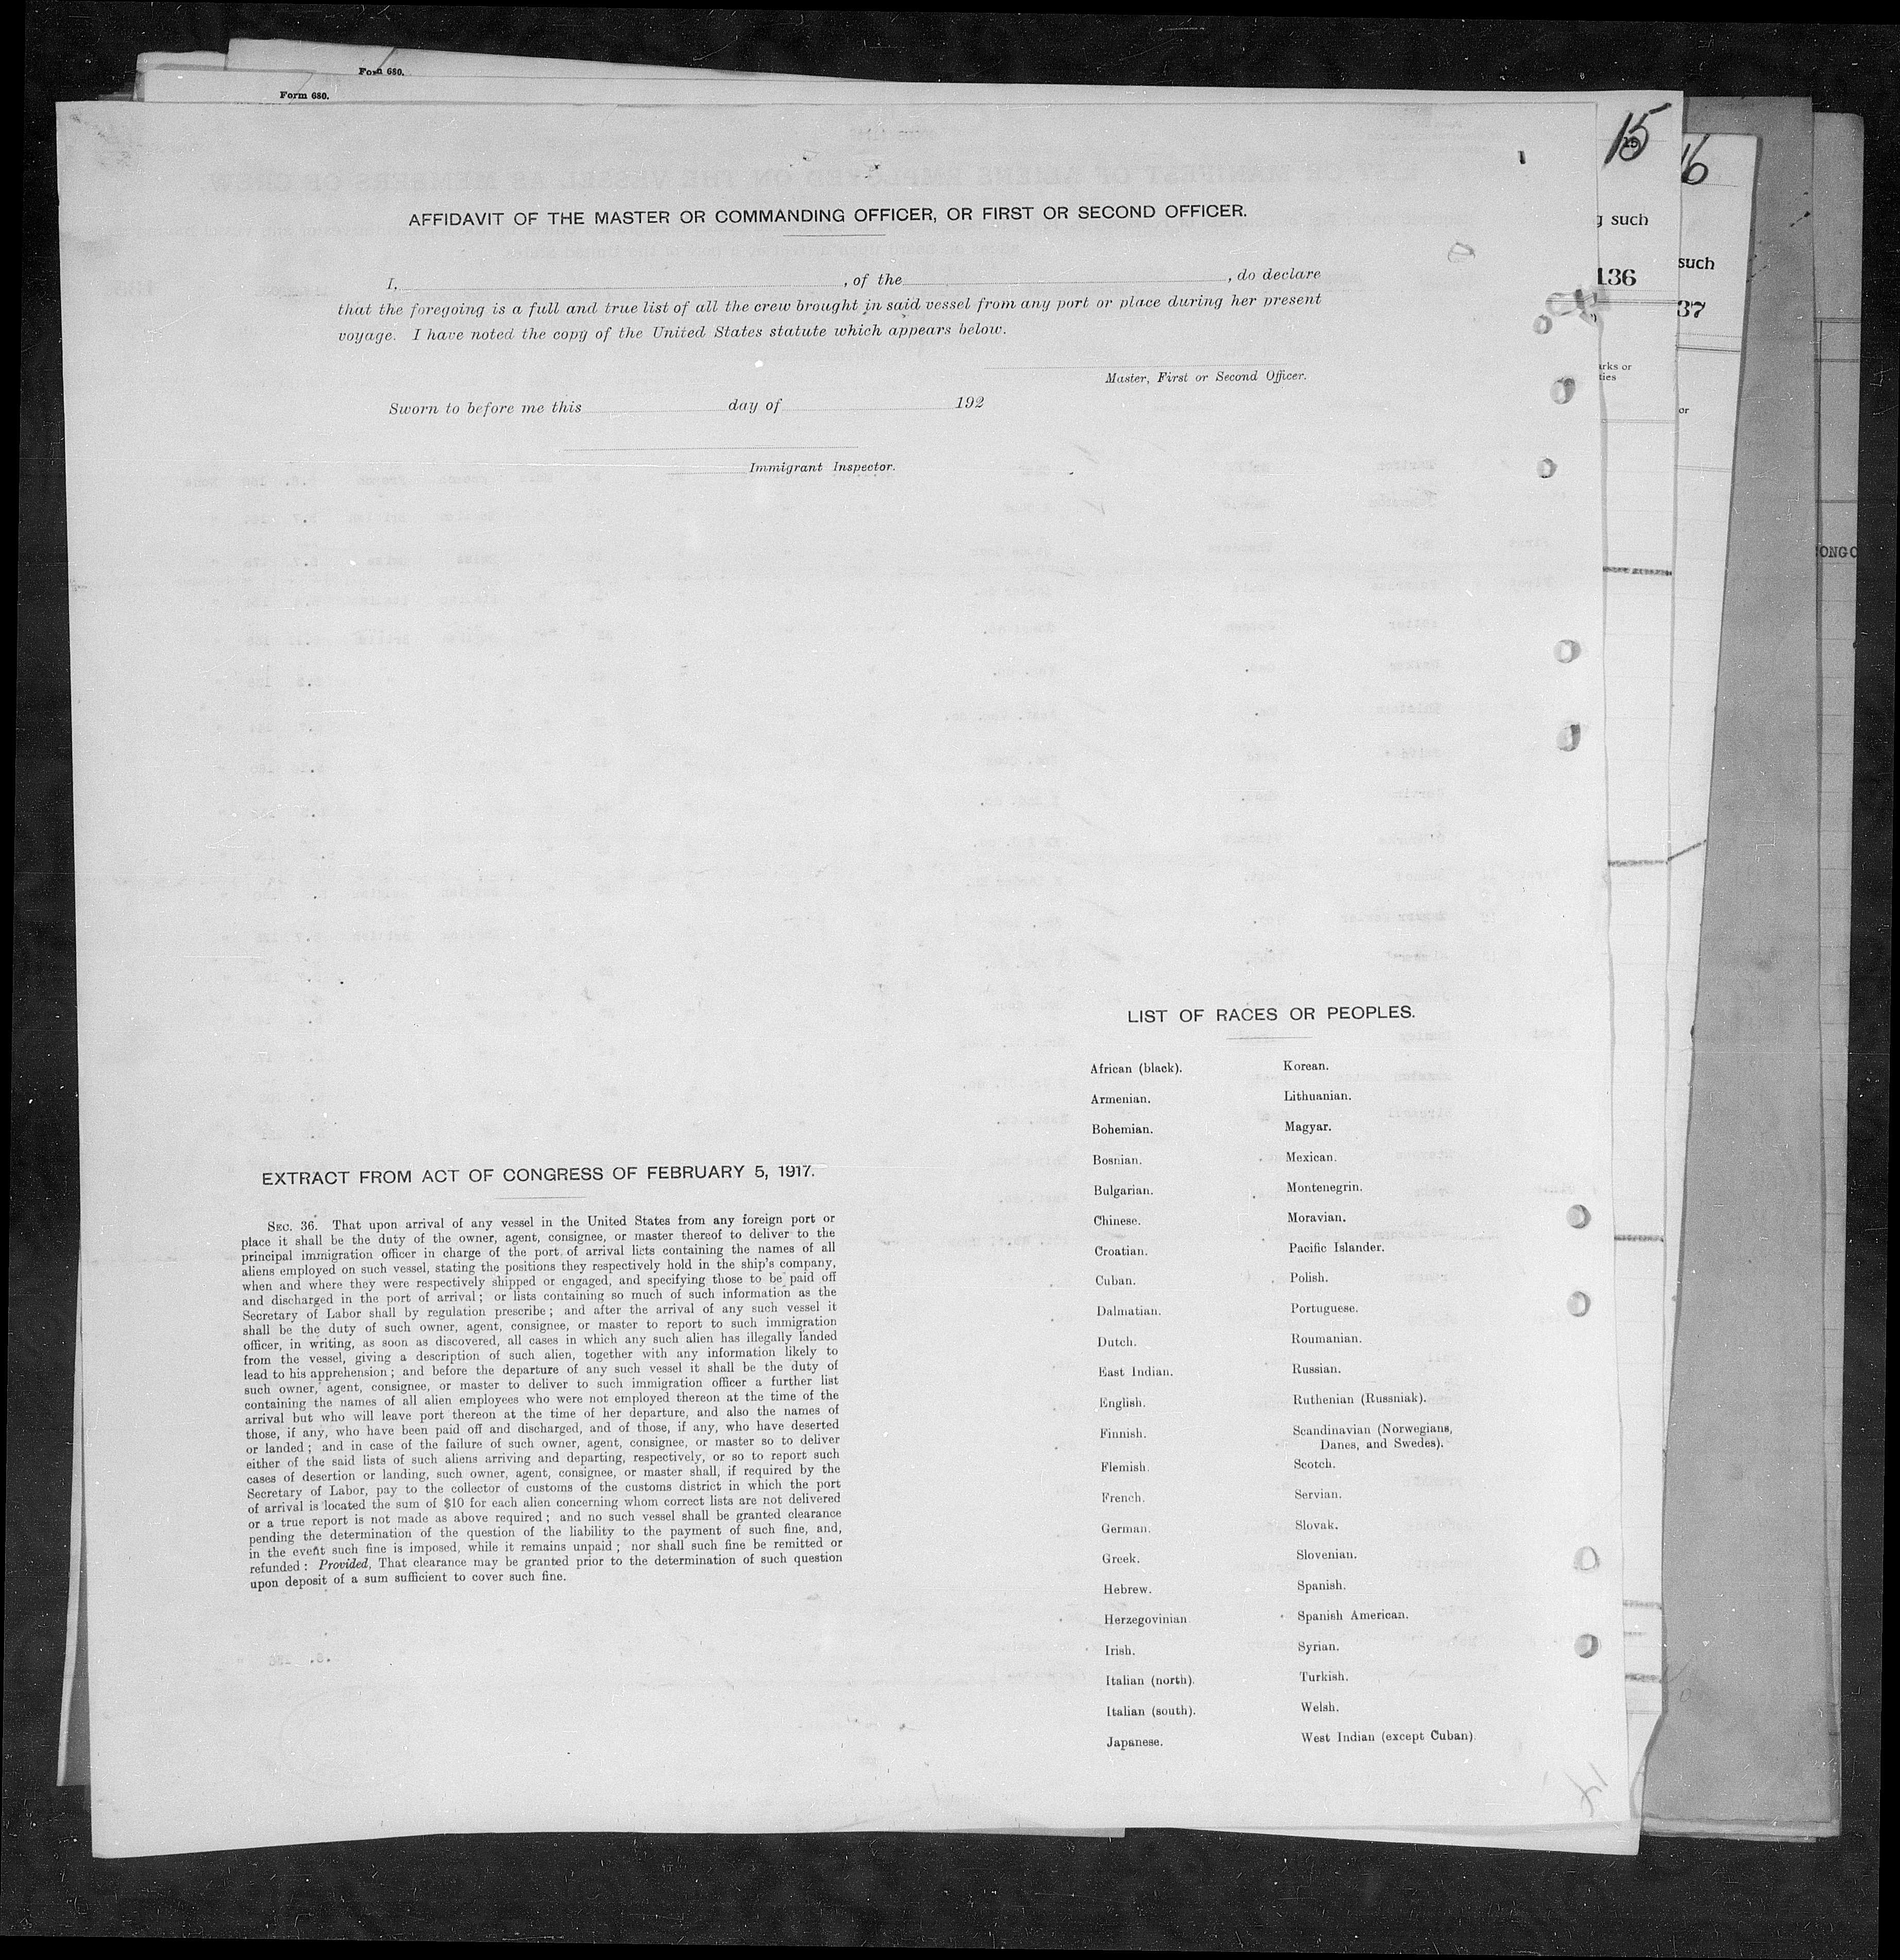 Form 680.
Form 680.
15
16
g such
such
136
37
rks or
ties
or
ONGO
AFFIDAVIT OF THE MASTER OR COMMANDING OFFICER, OR FIRST OR SECOND OFFICER.
I, , of the , do declare
that the foregoing is a full and true list of all the crew brought in said vessel from any port or place during her present
voyage. I have noted the copy of the United States statute which appears below.
Master, First or Second Officer.
Sworn to before me this day of 192
Immigrant Inspector.
EXTRACT FROM ACT OF CONGRESS OF FEBRUARY 5, 1917.
SEC. 36. That upon arrival of any vessel in the United States from any foreign port or
place it shall be the duty of the owner, agent, consignee, or master thereof to deliver to the
principal immigration officer in charge of the port of arrival licts containing the names of all
aliens employed on such vessel, stating the positions they respectively hold in the ship's company,
when and where they were respectively shipped or engaged, and specifying those to be paid off
and discharged in the port of arrival; or lists containing so much of such information as the
Secretary of Labor shall by regulation prescribe; and after the arrival of any such vessel it
shall be the duty of such owner, agent, consignee, or master to report to such immigration
officer, in writing, as soon as discovered, all cases in which any such alien has illegally landed
from the vessel, giving a description of such alien, together with any information likely to
lead to his apprehension; and before the departure of any such vessel it shall be the duty of
such owner, agent, consignee, or master to deliver to such immigration officer a further list
containing the names of all alien employees who were not employed thereon at the time of the
arrival but who will leave port thereon at the time of her departure, and also the names of
those, if any, who have been paid off and discharged, and of those, if any, who have deserted
or landed; and in case of the failure of such owner, agent, consignee, or master so to deliver
either of the said lists of such aliens arriving and departing, respectively, or so to report such
cases of desertion or landing, such owner, agent, consignee, or master shall, if required by the
Secretary of Labor, pay to the collector of customs of the customs district in which the port
of arrival is located the sum of $10 for each alien concerning whom correct lists are not delivered
or a true report is not made as above required; and no such vessel shall be granted clearance
pending the determination of the question of the liability to the payment of such fine, and,
in the event such fine is imposed, while it remains unpaid; nor shall such fine be remitted or
refunded: Provided, That clearance may be granted prior to the determination of such question
upon deposit of a sum sufficient to cover such fine.
LIST OF RACES OR PEOPLES.
African (black).
Armenian.
Bohemian.
Bosnian.
Bulgarian.
Chinese.
Croatian.
Cuban.
Dalmatian.
Dutch.
East Indian.
English.
Finnish.
Flemish.
French.
German.
Greek.
Hebrew.
Herzegovinian
Irish.
Italian (north).
Italian (south).
Japanese.
Korean.
Lithuanian.
Magyar.
Mexican.
Montenegrin.
Moravian.
Pacific Islander.
Polish.
Portuguese.
Roumanian.
Russian.
Ruthenian (Russniak).
Scandinavian (Norwegians,
Danes, and Swedes).
Scotch.
Servian.
Slovak.
Slovenian.
Spanish.
Spanish American.
Syrian.
Turkish.
Welsh.
West Indian (except Cuban).